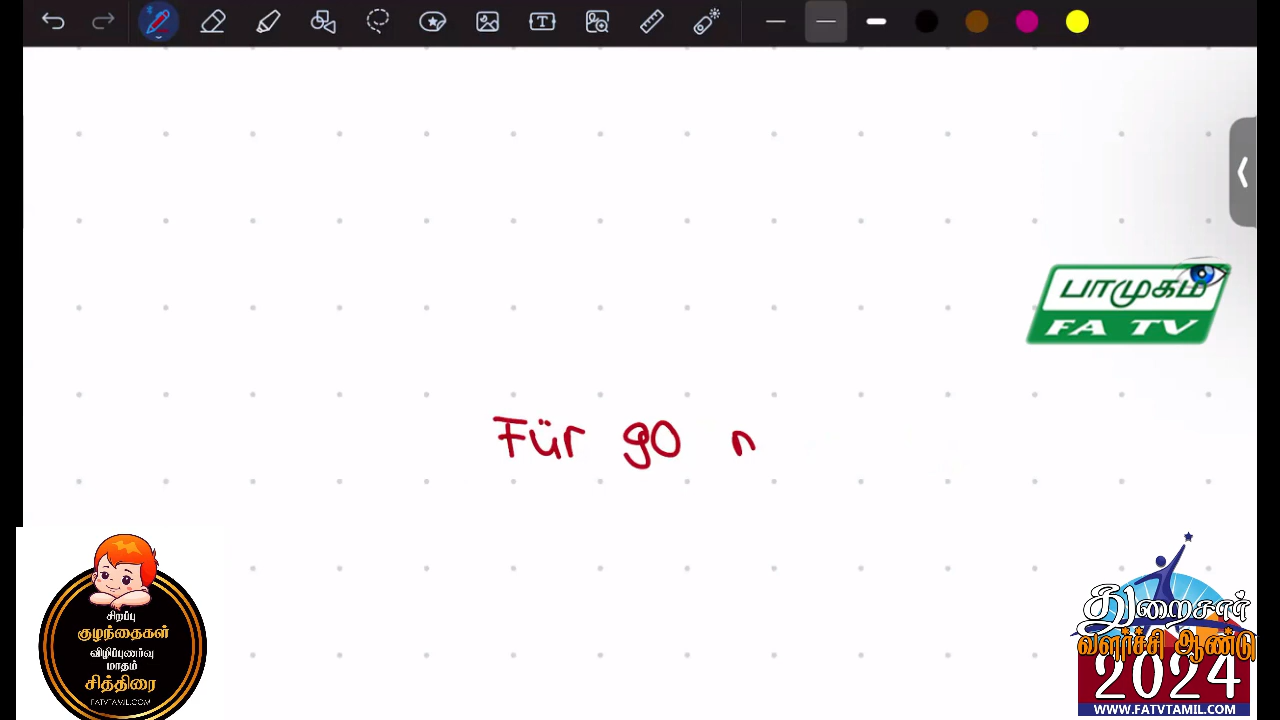 பாமுகம்
FA TV
Für 90 n
சிறப்பு
குழந்தைகள்
விழிப்புணர்வு
மாதம்
சித்திரை
FATVTAMIL.COM
துறைசார்
வளர்ச்சி ஆண்டு
2024
WWW.FATVTAMIL.COM